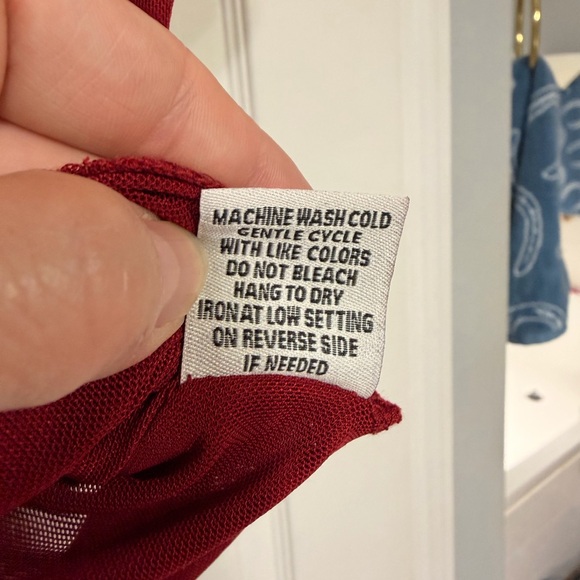 MACHINE WASH COLD
GENTLE CYCLE
WITH LIKE COLORS
DO NOT BLEACH
HANG TO DRY
IRON AT LOW SETTING
ON REVERSE SIDE
IF NEEDED